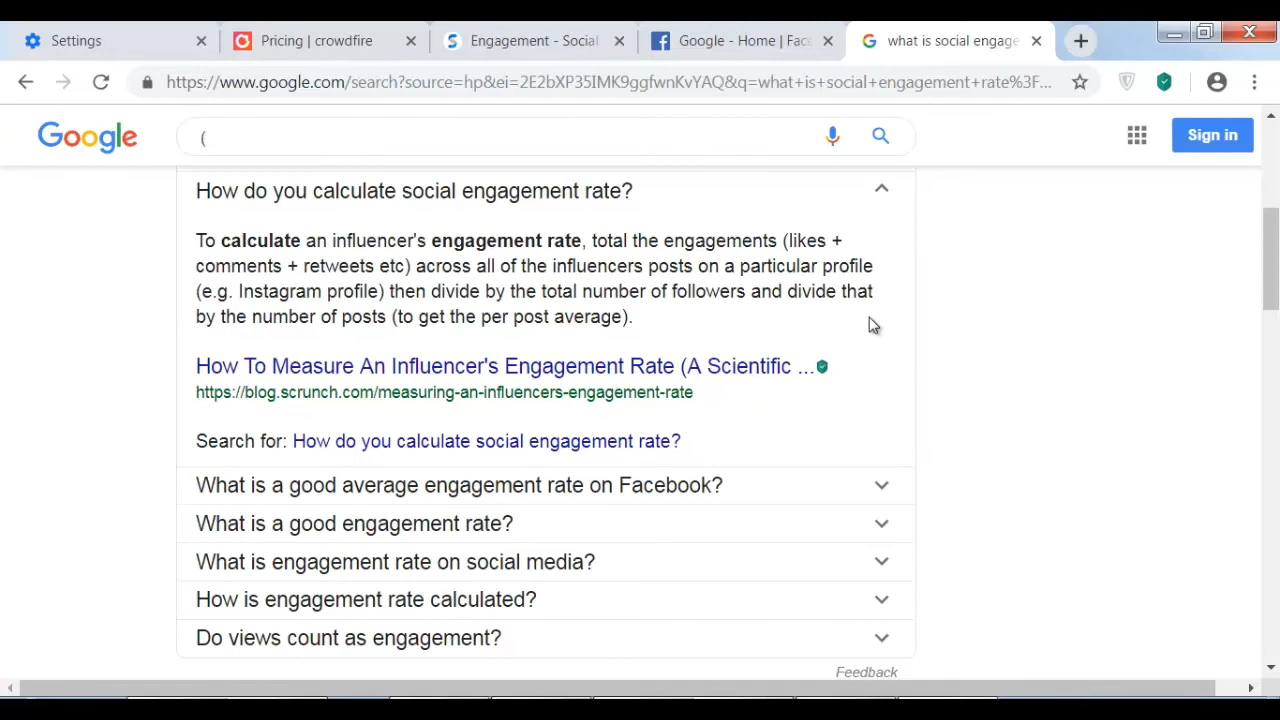 Settings
Pricing | crowdfire
Engagement - Social
Google - Home | Fac
what is social engage
https://www.google.com/search?source=hp&ei=2E2bXP35IMK9ggfwnKvYAQ&q=what+is+social+engagement+rate%3F...
Google
(
Sign in
How do you calculate social engagement rate?
To calculate an influencer's engagement rate, total the engagements (likes +
comments + retweets etc) across all of the influencers posts on a particular profile
(e.g. Instagram profile) then divide by the total number of followers and divide that
by the number of posts (to get the per post average).
How To Measure An Influencer's Engagement Rate (A Scientific ...
https://blog.scrunch.com/measuring-an-influencers-engagement-rate
Search for: How do you calculate social engagement rate?
What is a good average engagement rate on Facebook?
What is a good engagement rate?
What is engagement rate on social media?
How is engagement rate calculated?
Do views count as engagement?
Feedback